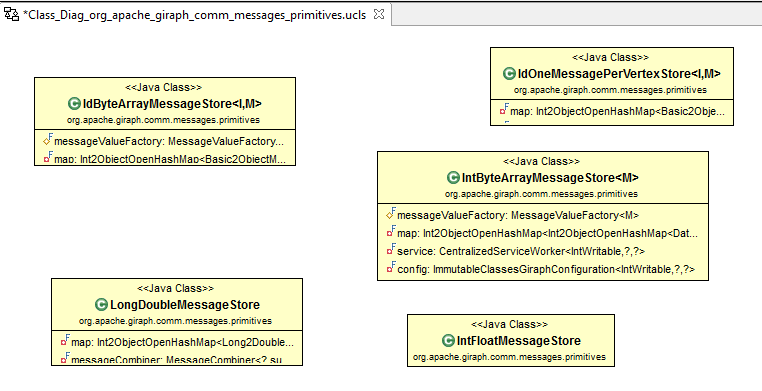 *Class_Diag_org_apache_giraph_comm_messages_primitives.ucls
<<Java Class>>
IdByteArrayMessageStore<I,M>
org.apache.giraph.comm.messages.primitives
messageValueFactory: MessageValueFactory...
map: Int2ObjectOpenHashMap<Basic2ObjectM...
<<Java Class>>
IdOneMessagePerVertexStore<I,M>
org.apache.giraph.comm.messages.primitives
map: Int2ObjectOpenHashMap<Basic2Obje...
<<Java Class>>
IntByteArrayMessageStore<M>
org.apache.giraph.comm.messages.primitives
messageValueFactory: MessageValueFactory<M>
map: Int2ObjectOpenHashMap<Int2ObjectOpenHashMap<Dat...
service: CentralizedServiceWorker<IntWritable,?,?>
config: ImmutableClassesGiraphConfiguration<IntWritable,?,?>
<<Java Class>>
LongDoubleMessageStore
org.apache.giraph.comm.messages.primitives
map: Int2ObjectOpenHashMap<Long2Double...
messageCombiner: MessageCombiner<? su...
<<Java Class>>
IntFloatMessageStore
org.apache.giraph.comm.messages.primitives